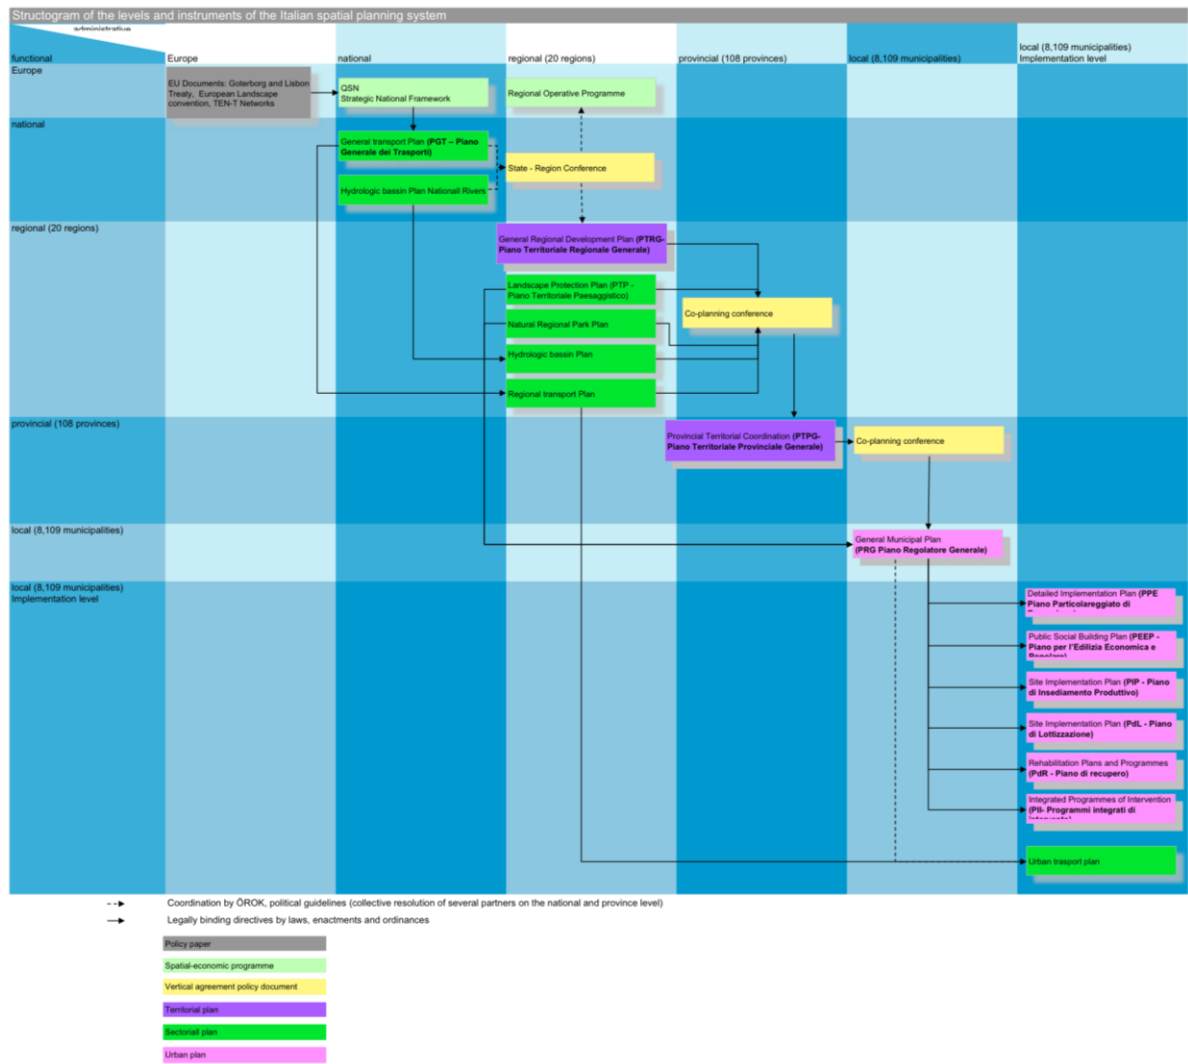 Structogram of the levels and instruments of the Italian spatial planning system
administrative
functional
Europe
national
regional (20 regions)
provincial (108 provinces)
local (8,109 municipalities)
local (8,109 municipalities)
Implementation level
Europe
EU Documents: Goterborg and Lisbon
Treaty, European Landscape
convention, TEN-T Networks
QSN
Strategic National Framework
Regional Operative Programme
national
General transport Plan (PGT – Piano
Generale dei Trasporti)
State - Region Conference
Hydrologic bassin Plan Nationall Rivers
regional (20 regions)
General Regional Development Plan (PTRG-
Piano Territoriale Regionale Generale)
Landscape Protection Plan (PTP -
Piano Territoriale Paesaggistico)
Co-planning conference
Natural Regional Park Plan
Hydrologic bassin Plan
Regional transport Plan
provincial (108 provinces)
Provincial Territorial Coordination (PTPG-
Piano Territoriale Provinciale Generale)
Co-planning conference
local (8,109 municipalities)
General Municipal Plan
(PRG Piano Regolatore Generale)
local (8,109 municipalities)
Implementation level
Detailed Implementation Plan (PPE
Piano Particolareggiato di
Public Social Building Plan (PEEP -
Piano per l'Edilizia Economica e
Site Implementation Plan (PIP - Piano
di Insediamento Produttivo)
Site Implementation Plan (PdL - Piano
di Lottizzazione)
Rehabilitation Plans and Programmes
(PdR - Piano di recupero)
Integrated Programmes of Intervention
(PII- Programmi integrati di
Urban trasport plan
Coordination by ÖROK, political guidelines (collective resolution of several partners on the national and province level)
Legally binding directives by laws, enactments and ordinances
Policy paper
Spatial-economic programme
Vertical agreement policy document
Territorial plan
Sectoriall plan
Urban plan